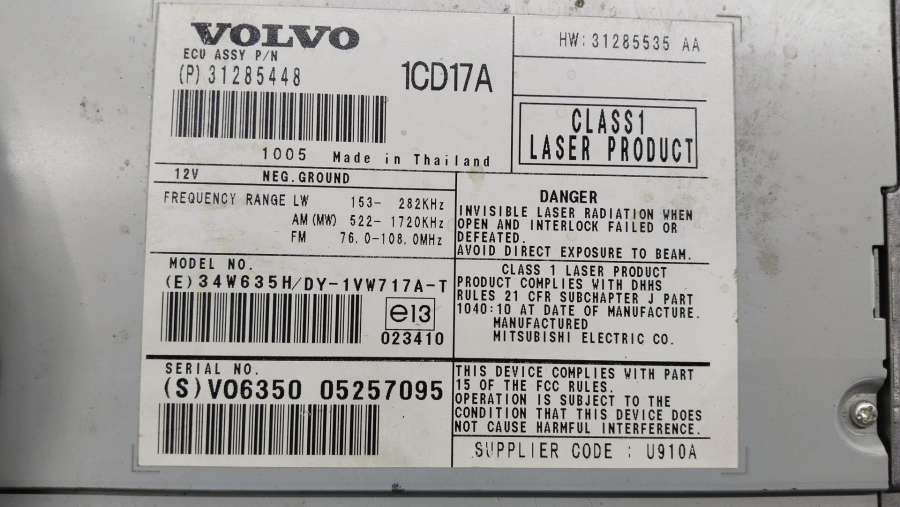 VOLVO
ECU ASSY P/N
(P) 31285448
1CD17A
1005 Made in Thailand
HW:31285535 AA
CLASS1
LASER PRODUCT
12V NEG.GROUND
FREQUENCY RANGE LW 153- 282KHz
AM(MW) 522- 1720KHz
FM 76.0-108.0MHz
DANGER
INVISIBLE LASER RADIATION WHEN
OPEN AND INTERLOCK FAILED OR
DEFEATED.
AVOID DIRECT EXPOSURE TO BEAM.
MODEL NO.
(E) 34W635H/DY-1VW717A-T
e13
023410
CLASS 1 LASER PRODUCT
PRODUCT COMPLIES WITH DHHS
RULES 21 CFR SUBCHAPTER J PART
1040:10 AT DATE OF MANUFACTURE.
MANUFACTURED
MITSUBISHI ELECTRIC CO.
SERIAL NO.
(S)VO6350 05257095
THIS DEVICE COMPLIES WITH PART
15 OF THE FCC RULES.
OPERATION IS SUBJECT TO THE
CONDITION THAT THIS DEVICE DOES
NOT CAUSE HARMFUL INTERFERENCE.
SUPPLIER CODE : U910A